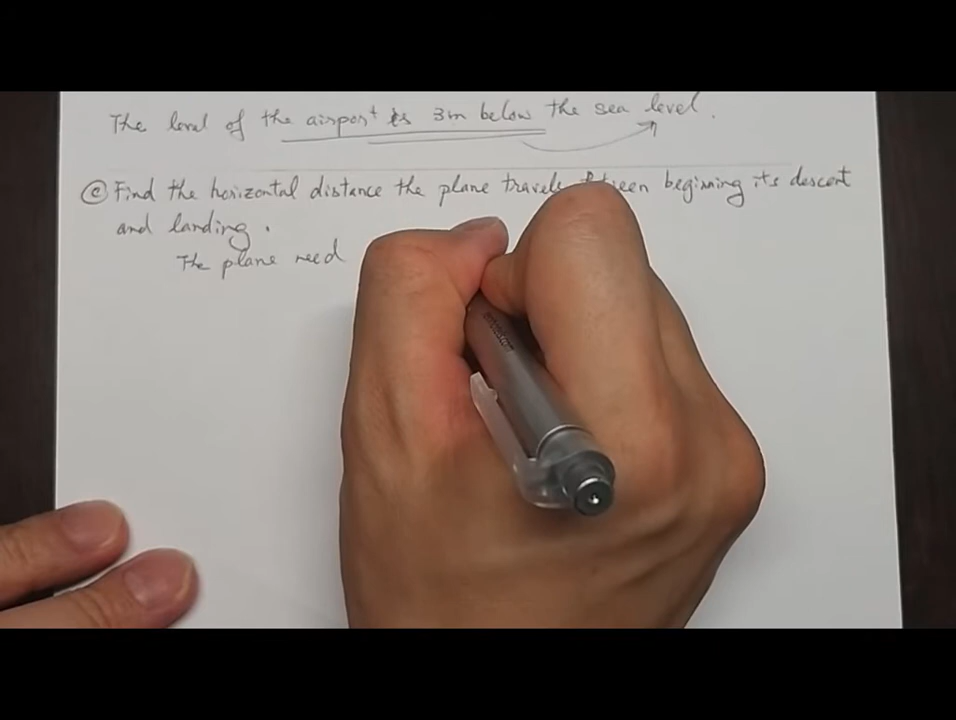 The level of the airport is 3m below the sea level.
ⓒ Find the horizontal distance the plane travels beginning its descent
and landing.
The plane need